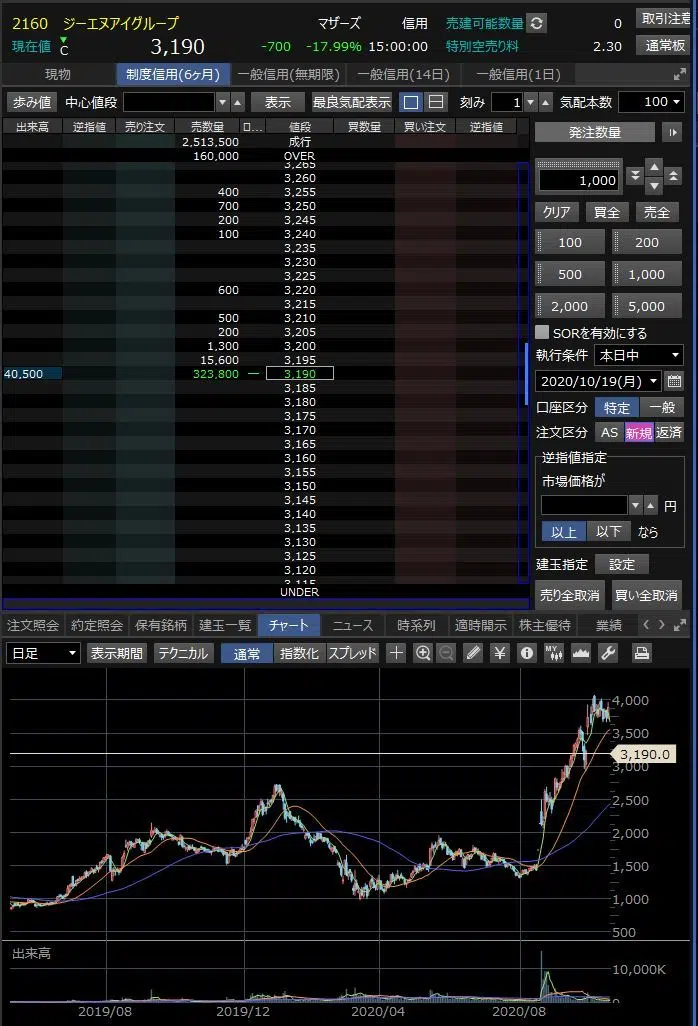 2160 ジーエヌアイグループ マザーズ 信用 売建可能数量 0 取引注意
現在値 C 3,190 -700 -17.99% 15:00:00 特別空売り料 2.30 通常板
現物 制度信用(6ヶ月) 一般信用(無期限) 一般信用(14日) 一般信用(1日)
歩み値 中心値段 表示 最良気配表示 刻み 1 気配本数 100
出来高 逆指値 売り注文 売数量 ロ... 値段 買数量 買い注文 逆指値
2,513,500 成行
160,000 OVER
3,265
3,260
400 3,255
700 3,250
200 3,245
100 3,240
3,235
3,230
3,225
600 3,220
3,215
500 3,210
200 3,205
1,300 3,200
15,600 3,195
40,500 323,800 — 3,190
3,185
3,180
3,175
3,170
3,165
3,160
3,155
3,150
3,145
3,140
3,135
3,130
3,125
3,120
3,115
UNDER
発注数量
1,000
クリア 買全 売全
100 200
500 1,000
2,000 5,000
SORを有効にする
執行条件 本日中
2020/10/19(月)
口座区分 特定 一般
注文区分 AS 新規 返済
逆指値指定
市場価格が
円
以上 以下 なら
建玉指定 設定
売り全取消 買い全取消
注文照会 約定照会 保有銘柄 建玉一覧 チャート ニュース 時系列 適時開示 株主優待 業績
日足 表示期間 テクニカル 通常 指数化 スプレッド ¥ MY
4,000
3,500
3,190.0
3,000
2,500
2,000
1,500
1,000
500
出来高
10,000K
0
2019/08 2019/12 2020/04 2020/08